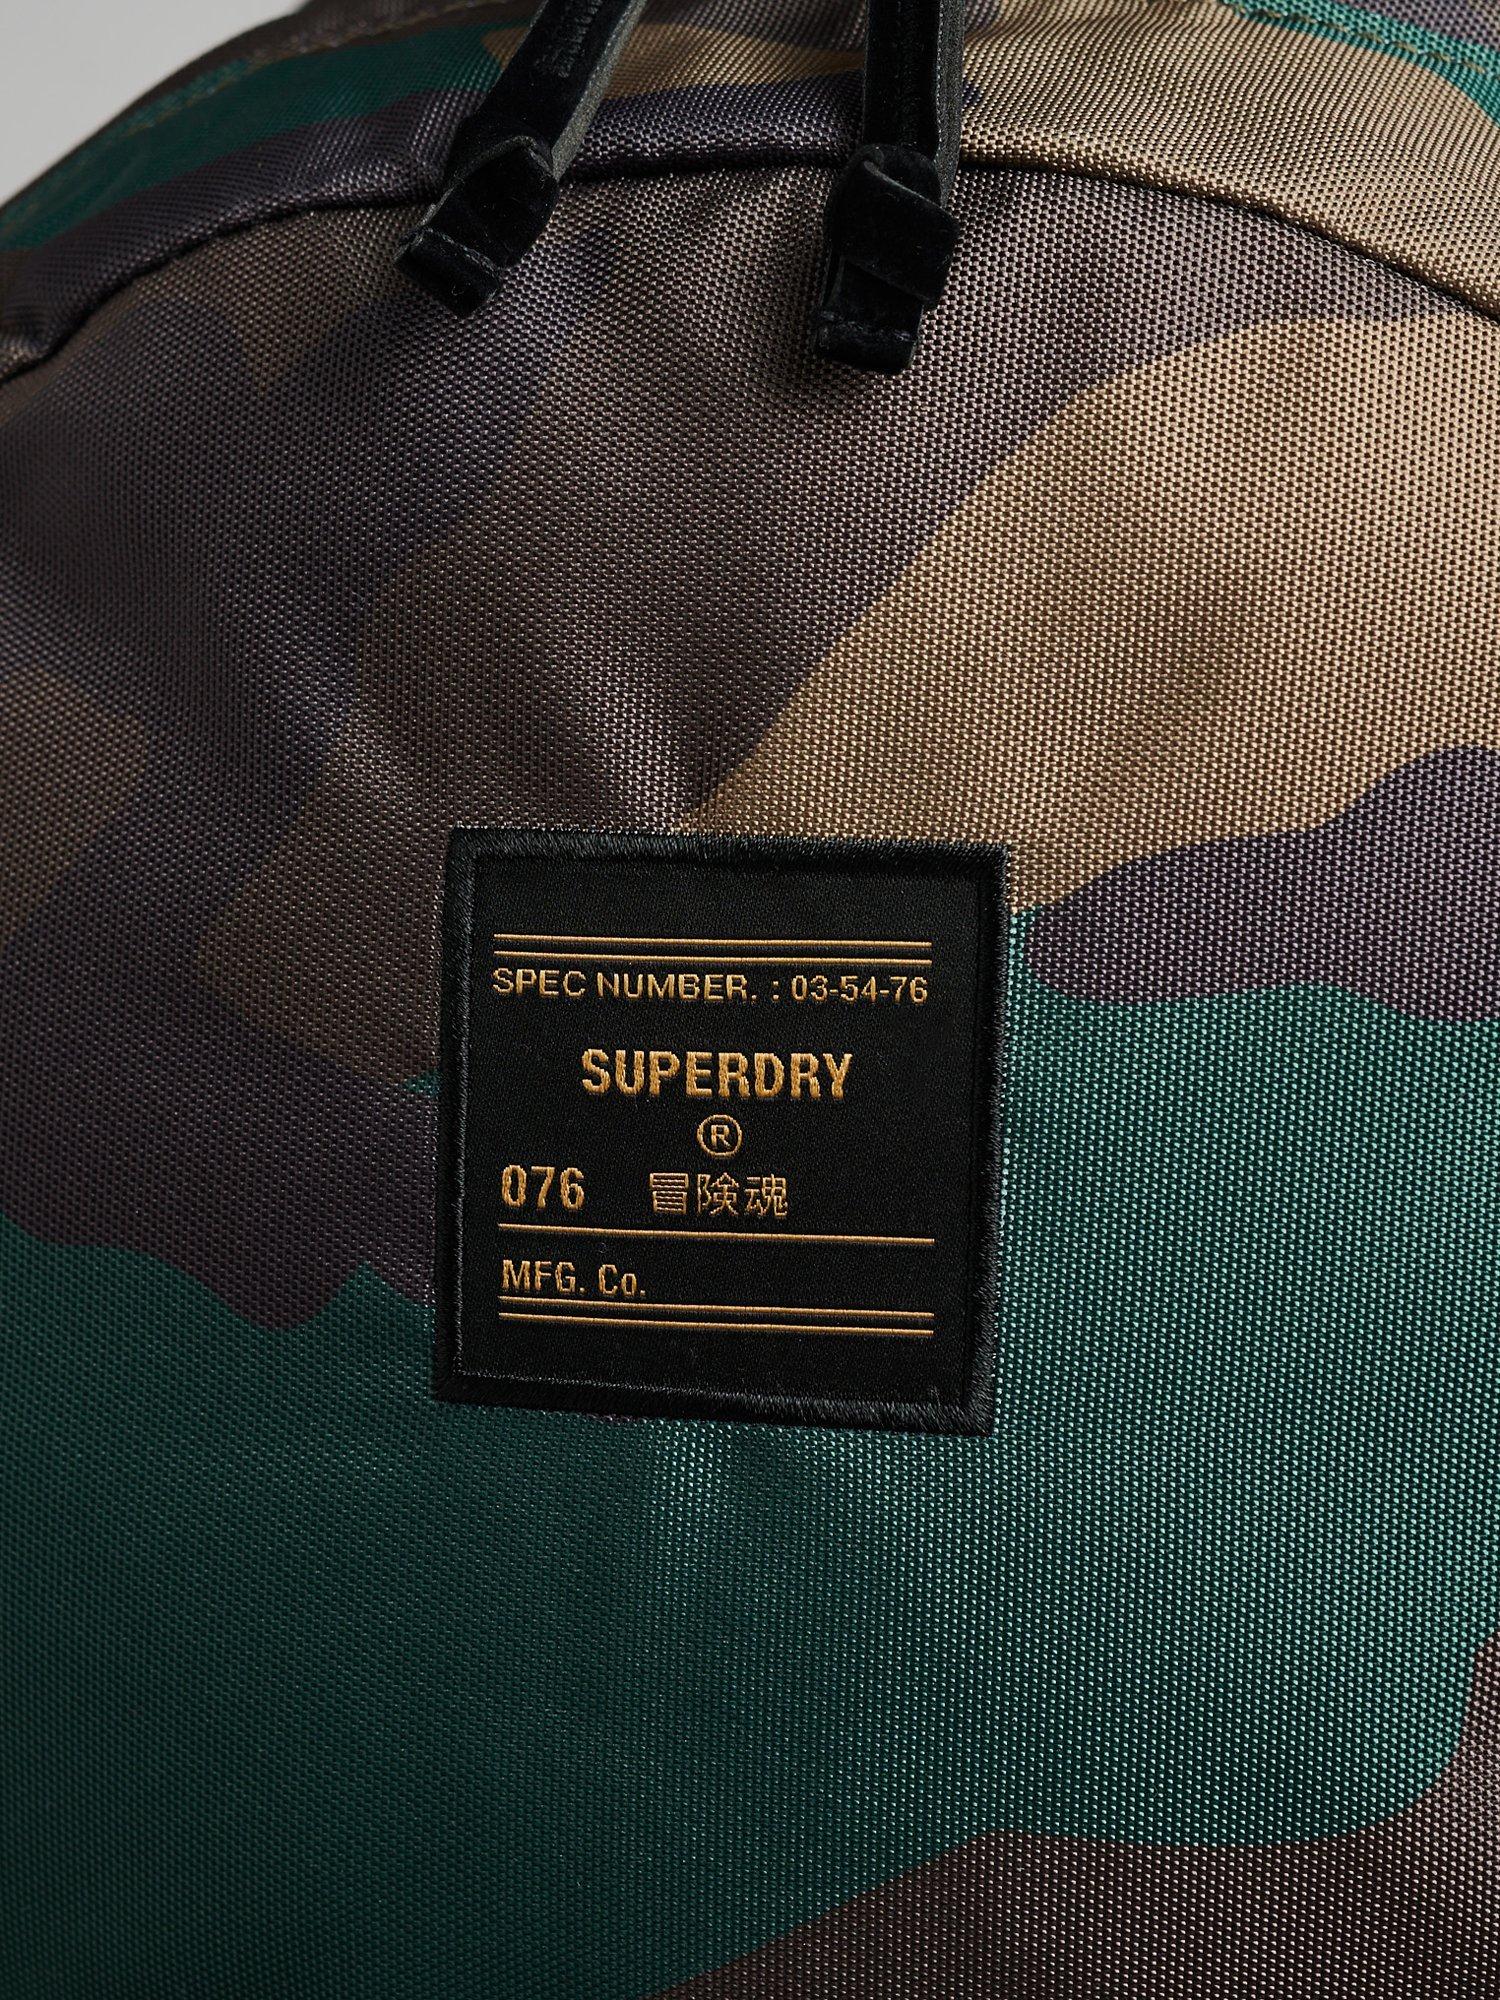 SPEC NUMBER. : 03-54-76
SUPERDRY
®
076 冒険魂
MFG. Co.